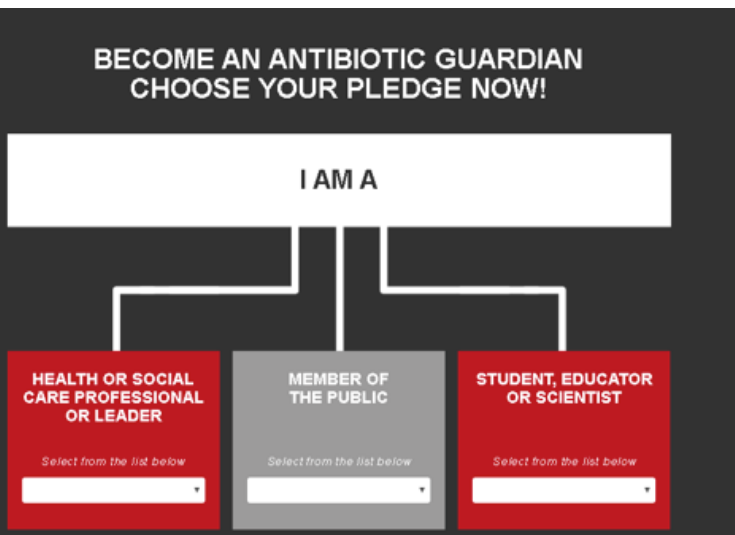 BECOME AN ANTIBIOTIC GUARDIAN
CHOOSE YOUR PLEDGE NOW!
I AM A
HEALTH OR SOCIAL
CARE PROFESSIONAL
OR LEADER
Select from the list below
MEMBER OF
THE PUBLIC
Select from the list below
STUDENT, EDUCATOR
OR SCIENTIST
Select from the list below